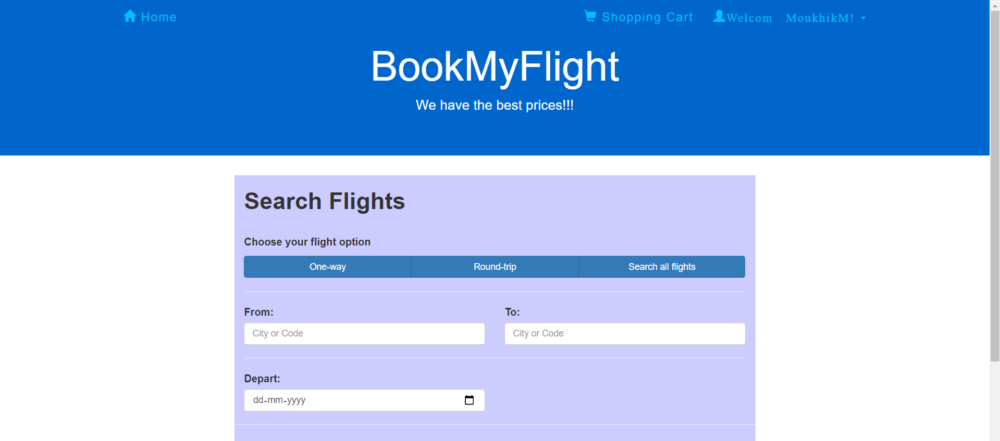 Home Shopping Cart Welcom MoukhikM!
BookMyFlight
We have the best prices!!!
Search Flights
Choose your flight option
One-way Round-trip Search all flights
From: To:
City or Code City or Code
Depart:
dd-mm-yyyy